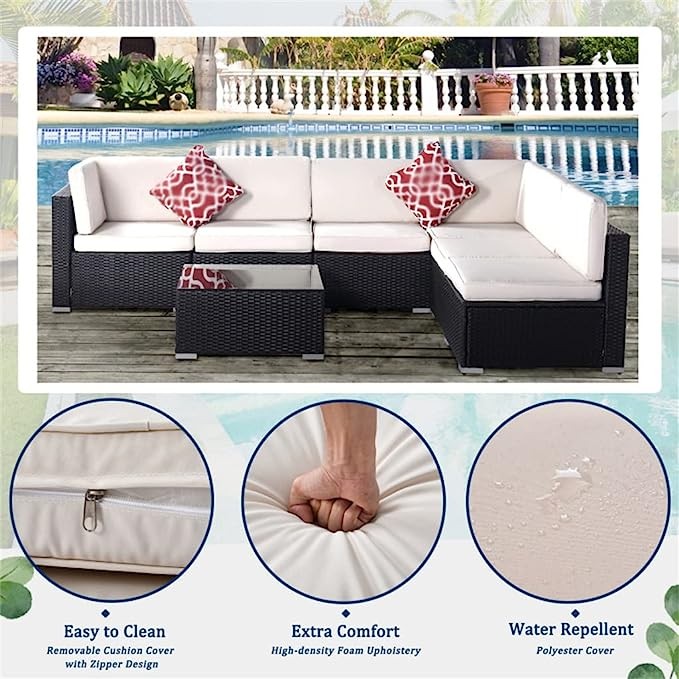 Easy to Clean
Removable Cushion Cover
with Zipper Design
Extra Comfort
High-density Foam Upholstery
Water Repellent
Polyester Cover